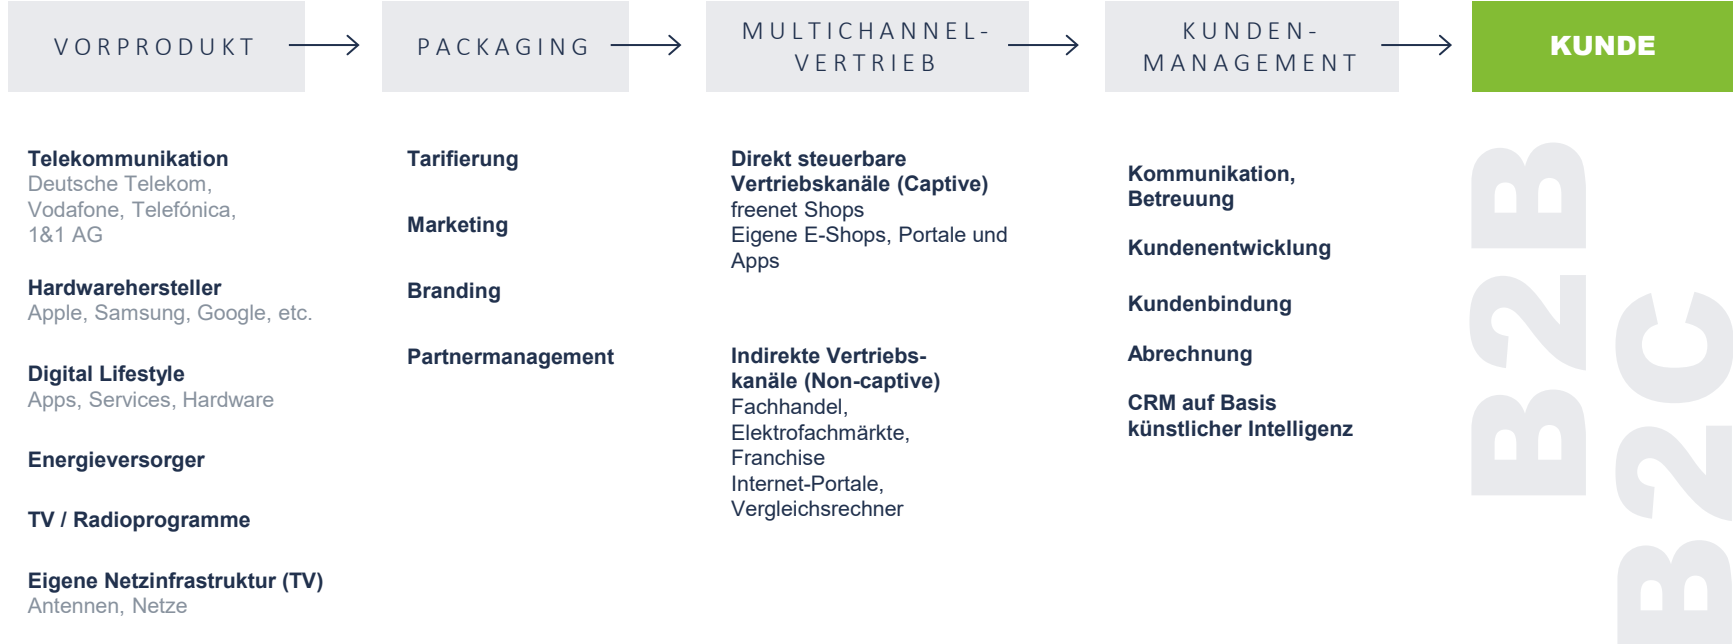 VORPRODUKT
PACKAGING
MULTICHANNEL-
VERTRIEB
KUNDEN-
MANAGEMENT
KUNDE
Telekommunikation
Deutsche Telekom,
Vodafone, Telefónica,
1&1 AG
Hardwarehersteller
Apple, Samsung, Google, etc.
Digital Lifestyle
Apps, Services, Hardware
Energieversorger
TV / Radioprogramme
Eigene Netzinfrastruktur (TV)
Antennen, Netze
Tarifierung
Marketing
Branding
Partnermanagement
Direkt steuerbare
Vertriebskanäle (Captive)
freenet Shops
Eigene E-Shops, Portale und
Apps
Indirekte Vertriebs-
kanäle (Non-captive)
Fachhandel,
Elektrofachmärkte,
Franchise
Internet-Portale,
Vergleichsrechner
Kommunikation,
Betreuung
Kundenentwicklung
Kundenbindung
Abrechnung
CRM auf Basis
künstlicher Intelligenz
B2B
B2C